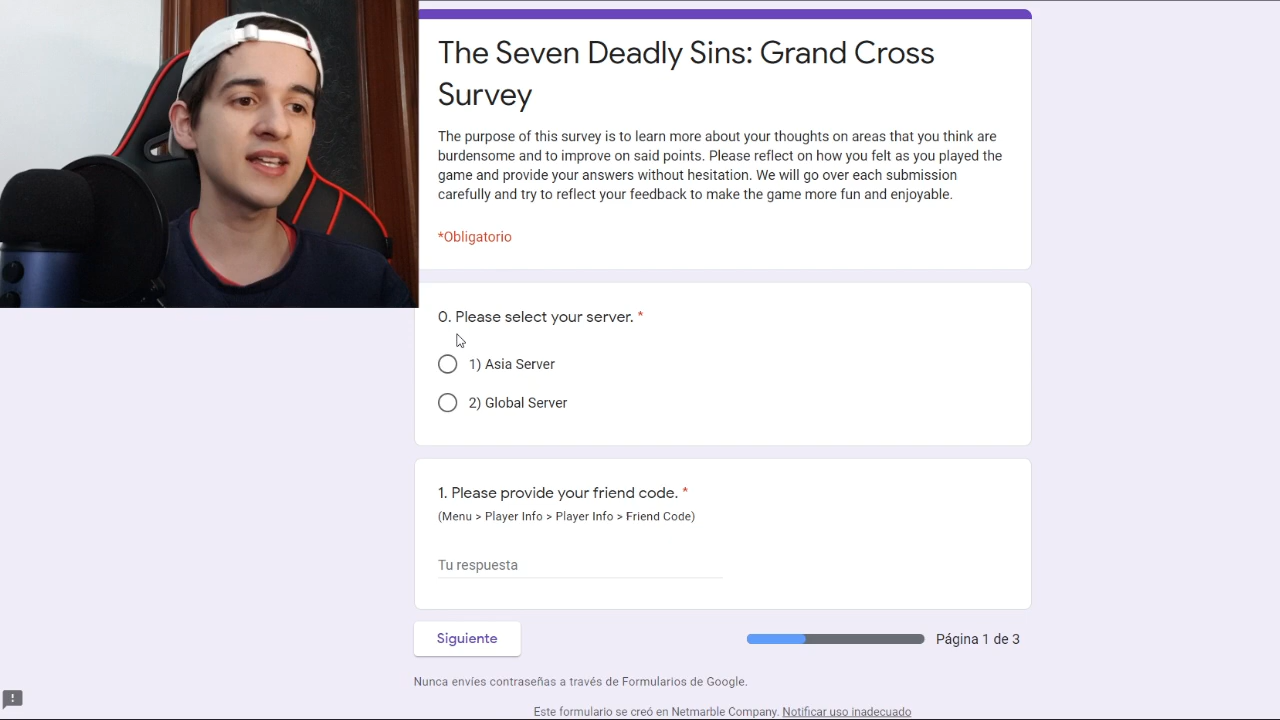 The Seven Deadly Sins: Grand Cross
Survey
The purpose of this survey is to learn more about your thoughts on areas that you think are
burdensome and to improve on said points. Please reflect on how you felt as you played the
game and provide your answers without hesitation. We will go over each submission
carefully and try to reflect your feedback to make the game more fun and enjoyable.
*Obligatorio
0. Please select your server. *
1) Asia Server
2) Global Server
1. Please provide your friend code. *
(Menu > Player Info > Player Info > Friend Code)
Tu respuesta
Siguiente
Página 1 de 3
Nunca envíes contraseñas a través de Formularios de Google.
Este formulario se creó en Netmarble Company. Notificar uso inadecuado